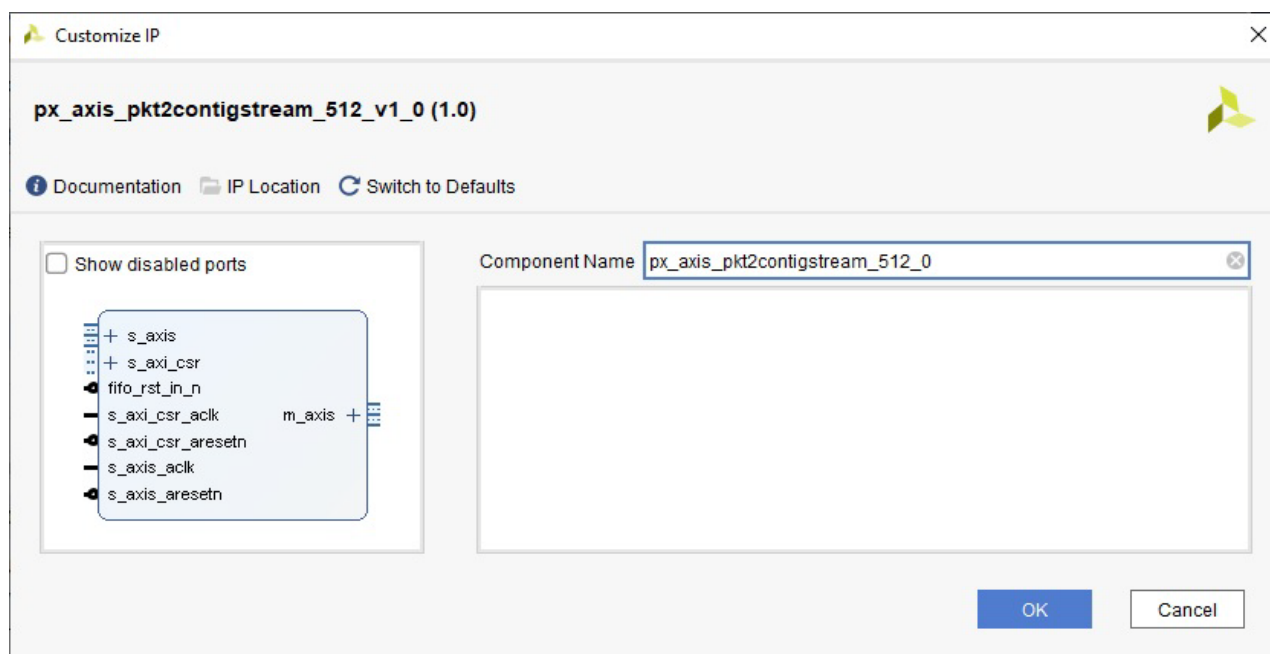 Customize IP
px_axis_pkt2contigstream_512_v1_0 (1.0)
Documentation IP Location Switch to Defaults
Show disabled ports
Component Name px_axis_pkt2contigstream_512_0
+ s_axis
+ s_axi_csr
fifo_rst_in_n
s_axi_csr_aclk m_axis +
s_axi_csr_aresetn
s_axis_aclk
s_axis_aresetn
OK Cancel